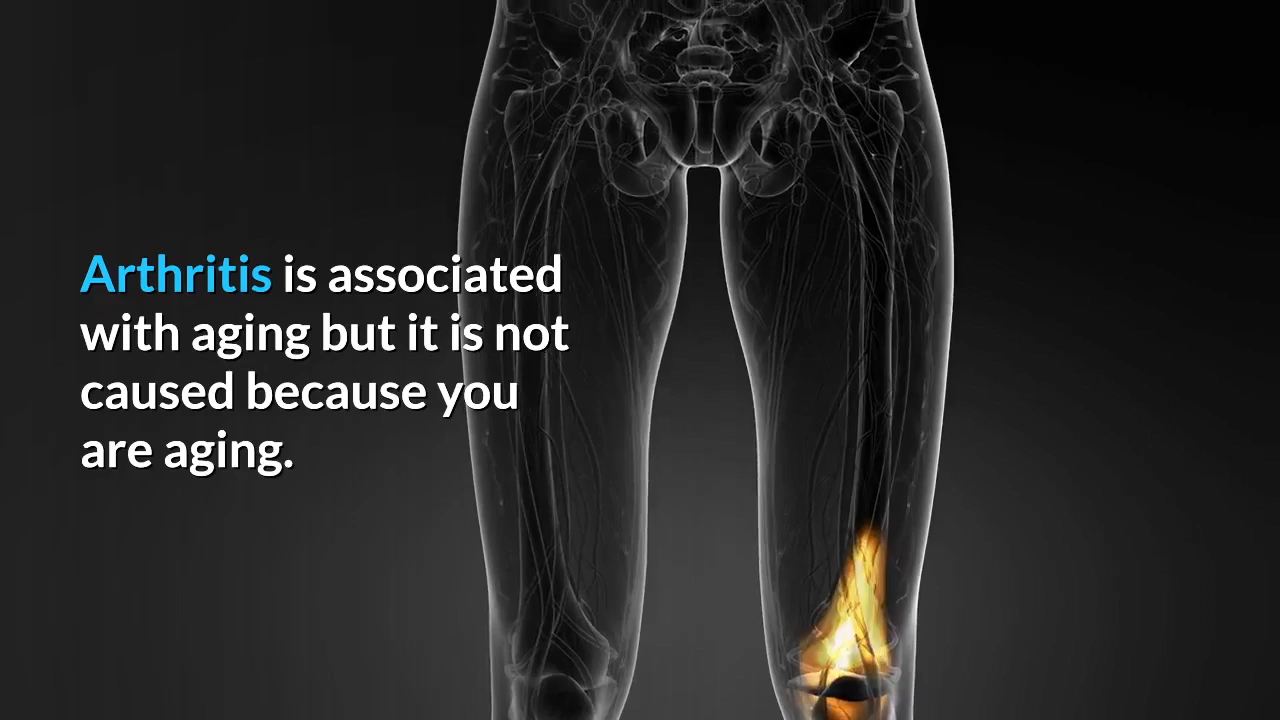 Arthritis is associated
with aging but it is not
caused because you
are aging.